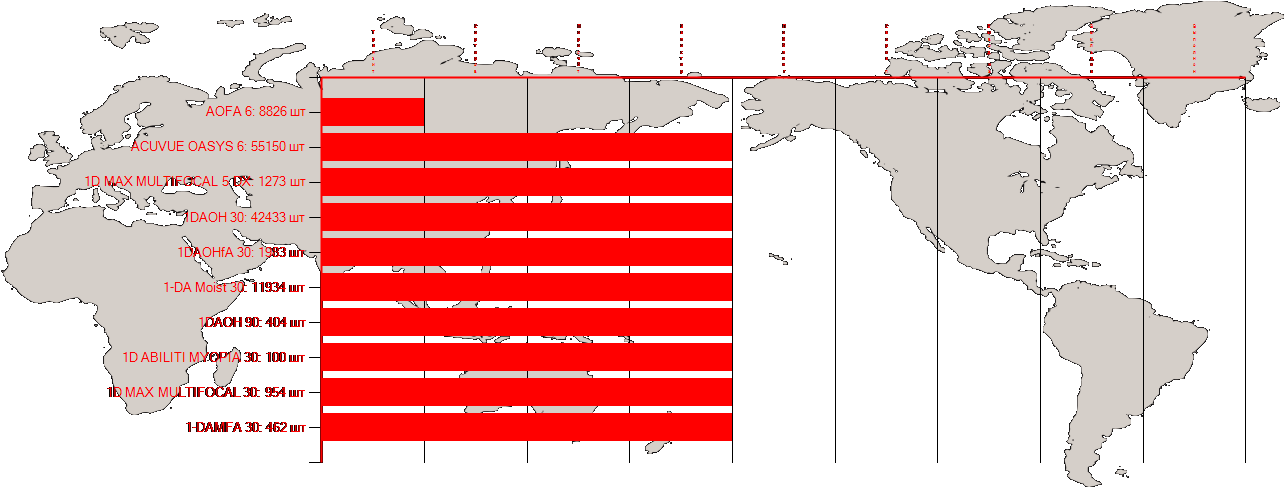 AOFA 6: 8826 шт
ACUVUE OASYS 6: 55150 шт
1D MAX MULTIFOCAL 5 DX: 1273 шт
1DAOH 30: 42433 шт
1DAOHfA 30: шт
1-DA Moist 30: 11934 шт
1DAOH 90: 404 шт
1D ABILITI MYOPIA 30: 100 шт
1D MAX MULTIFOCAL 30: 954 шт
1-DAMFA 30: 462 шт